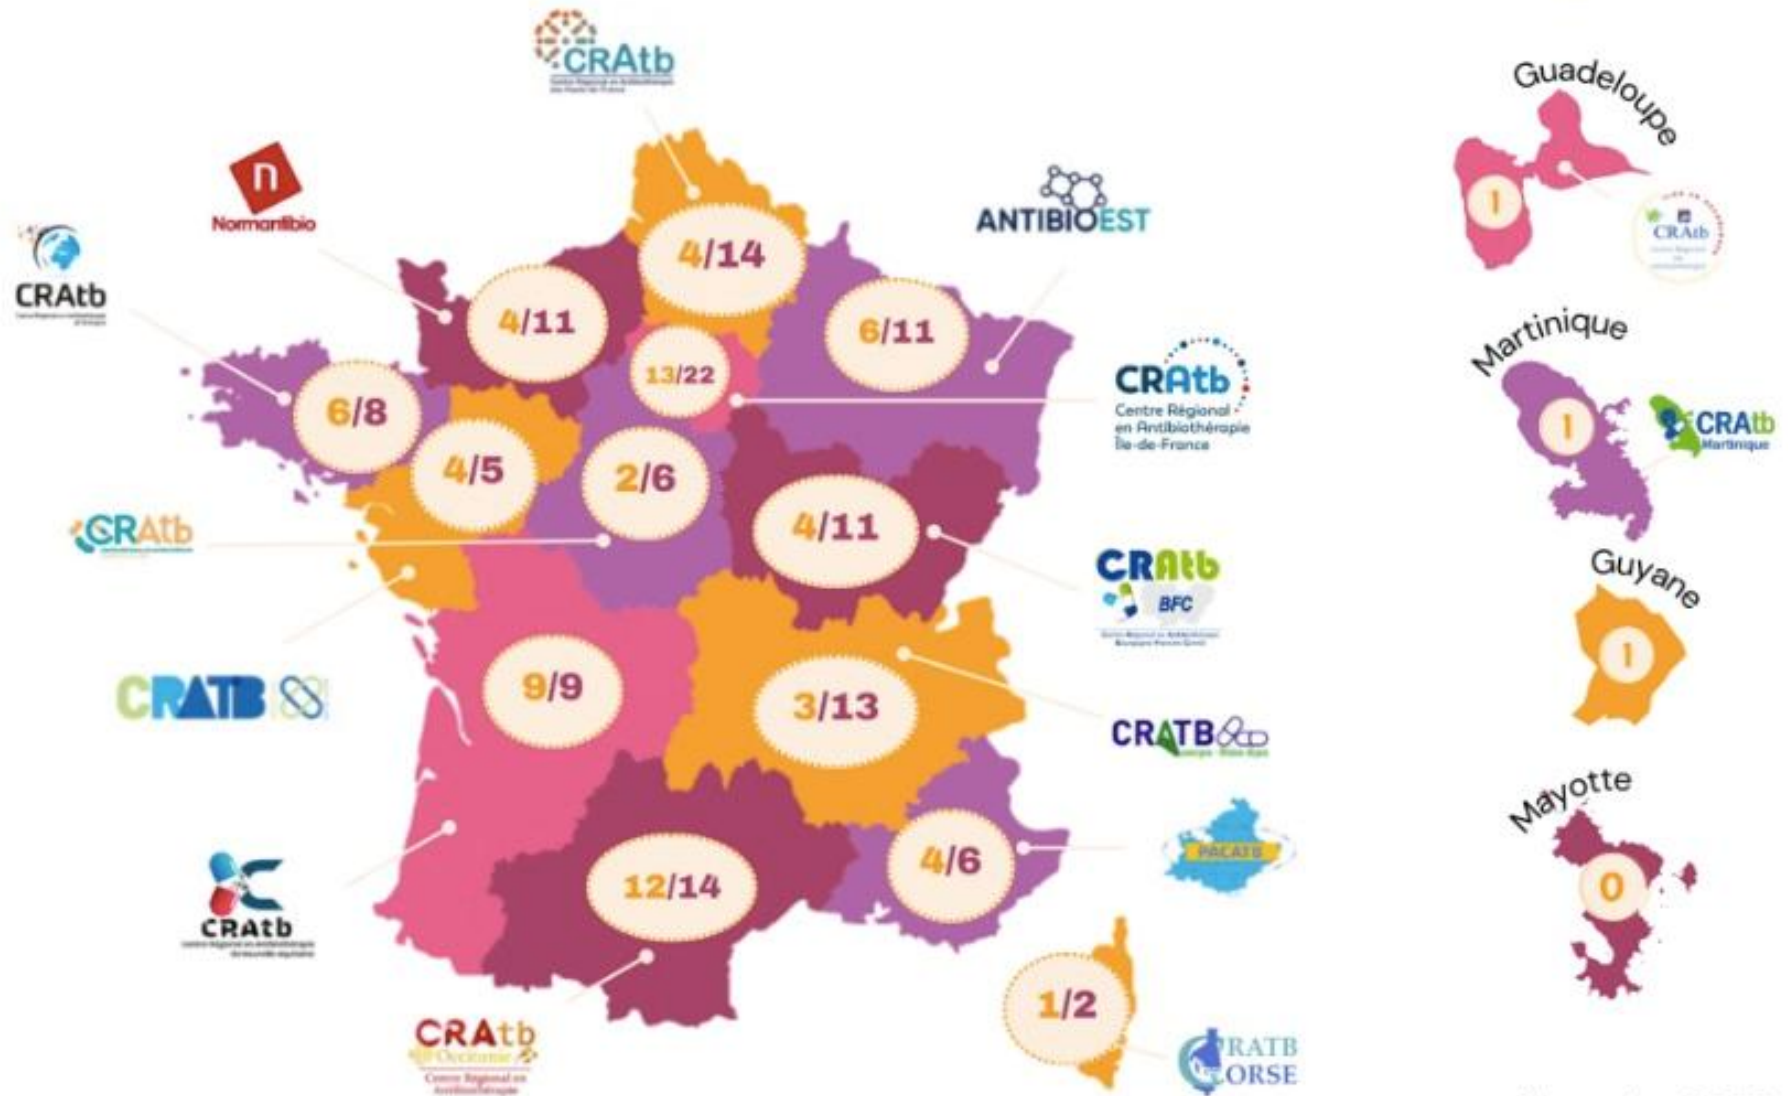 CRAtb
Guadeloupe
n
Normantibio
ANTIBIOEST
1
CRAtb
CRAtb
4/14
4/11
6/11
Martinique
13/22
CRAtb
Centre Régional
en Antibiothérapie
Île-de-France
6/8
1
CRAtb
Martinique
4/5
2/6
CRAtb
4/11
Guyane
CRAtb
BFC
1
CRATB
9/9
3/13
CRATB
Mayotte
PACATB
4/6
12/14
0
CRAtb
1/2
CRAtb
Occitanie
Centre Régional en
Antibiothérapie
CRATB
CORSE